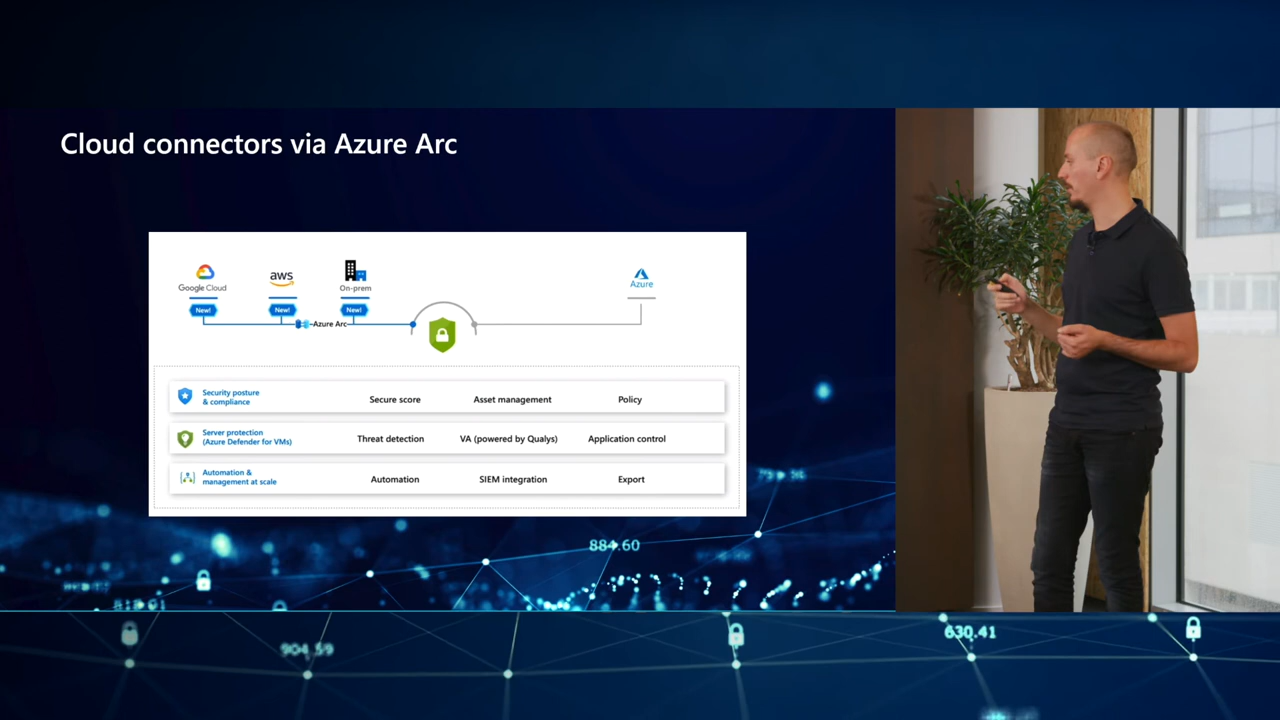 Cloud connectors via Azure Arc
Google Cloud
aws
On-prem
Azure
New!
New!
New!
Azure Arc
Security posture
& compliance
Secure score
Asset management
Policy
Server protection
(Azure Defender for VMs)
Threat detection
VA (powered by Qualys)
Application control
Automation &
management at scale
Automation
SIEM integration
Export
884.60
904.59
630.41